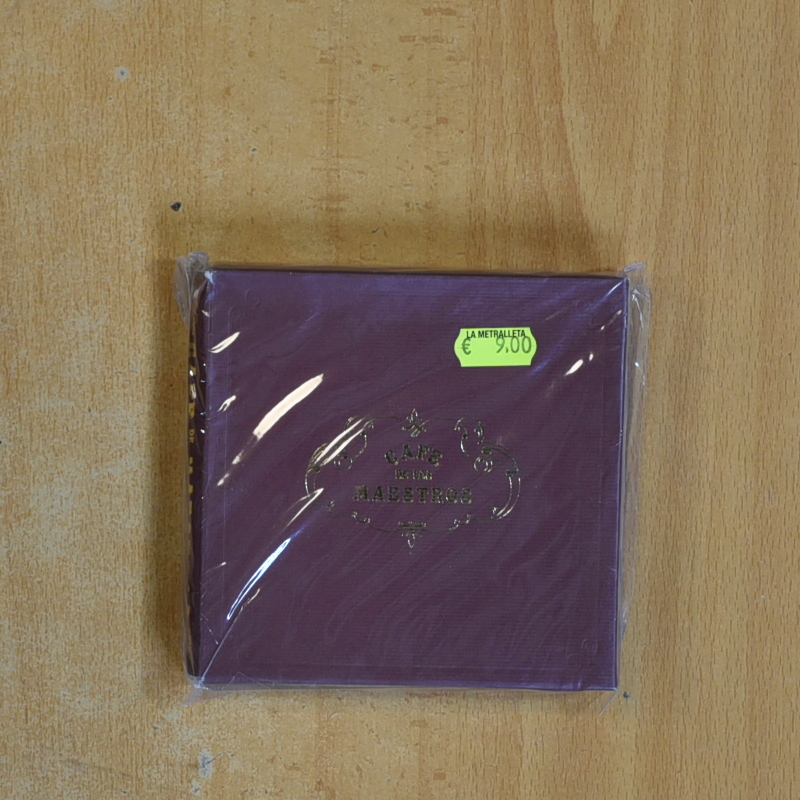 LA METRALLETA
€ 9.00
CAFE
DE LOS
MAESTROS